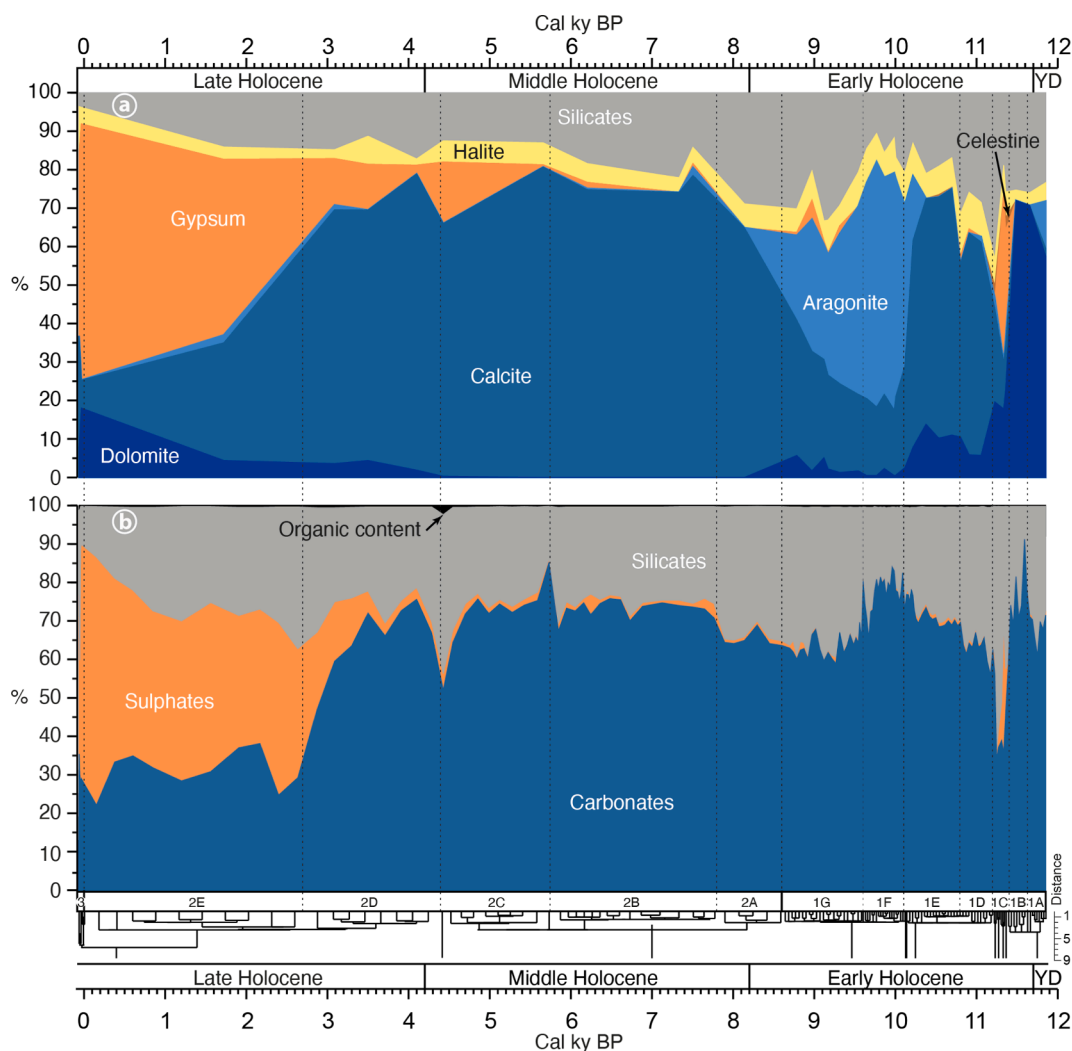 Cal ky BP
0 1 2 3 4 5 6 7 8 9 10 11 12
Late Holocene Middle Holocene Early Holocene YD
100
90
80
70
60
50
40
30
20
10
0
%
a
Silicates
Celestine
Halite
Gypsum
Aragonite
Calcite
Dolomite
100
90
80
70
60
50
40
30
20
10
0
%
b
Organic content
Silicates
Sulphates
Carbonates
3 2E 2D 2C 2B 2A 1G 1F 1E 1D 1C 1B 1A
Distance
1
5
9
Late Holocene Middle Holocene Early Holocene YD
0 1 2 3 4 5 6 7 8 9 10 11 12
Cal ky BP